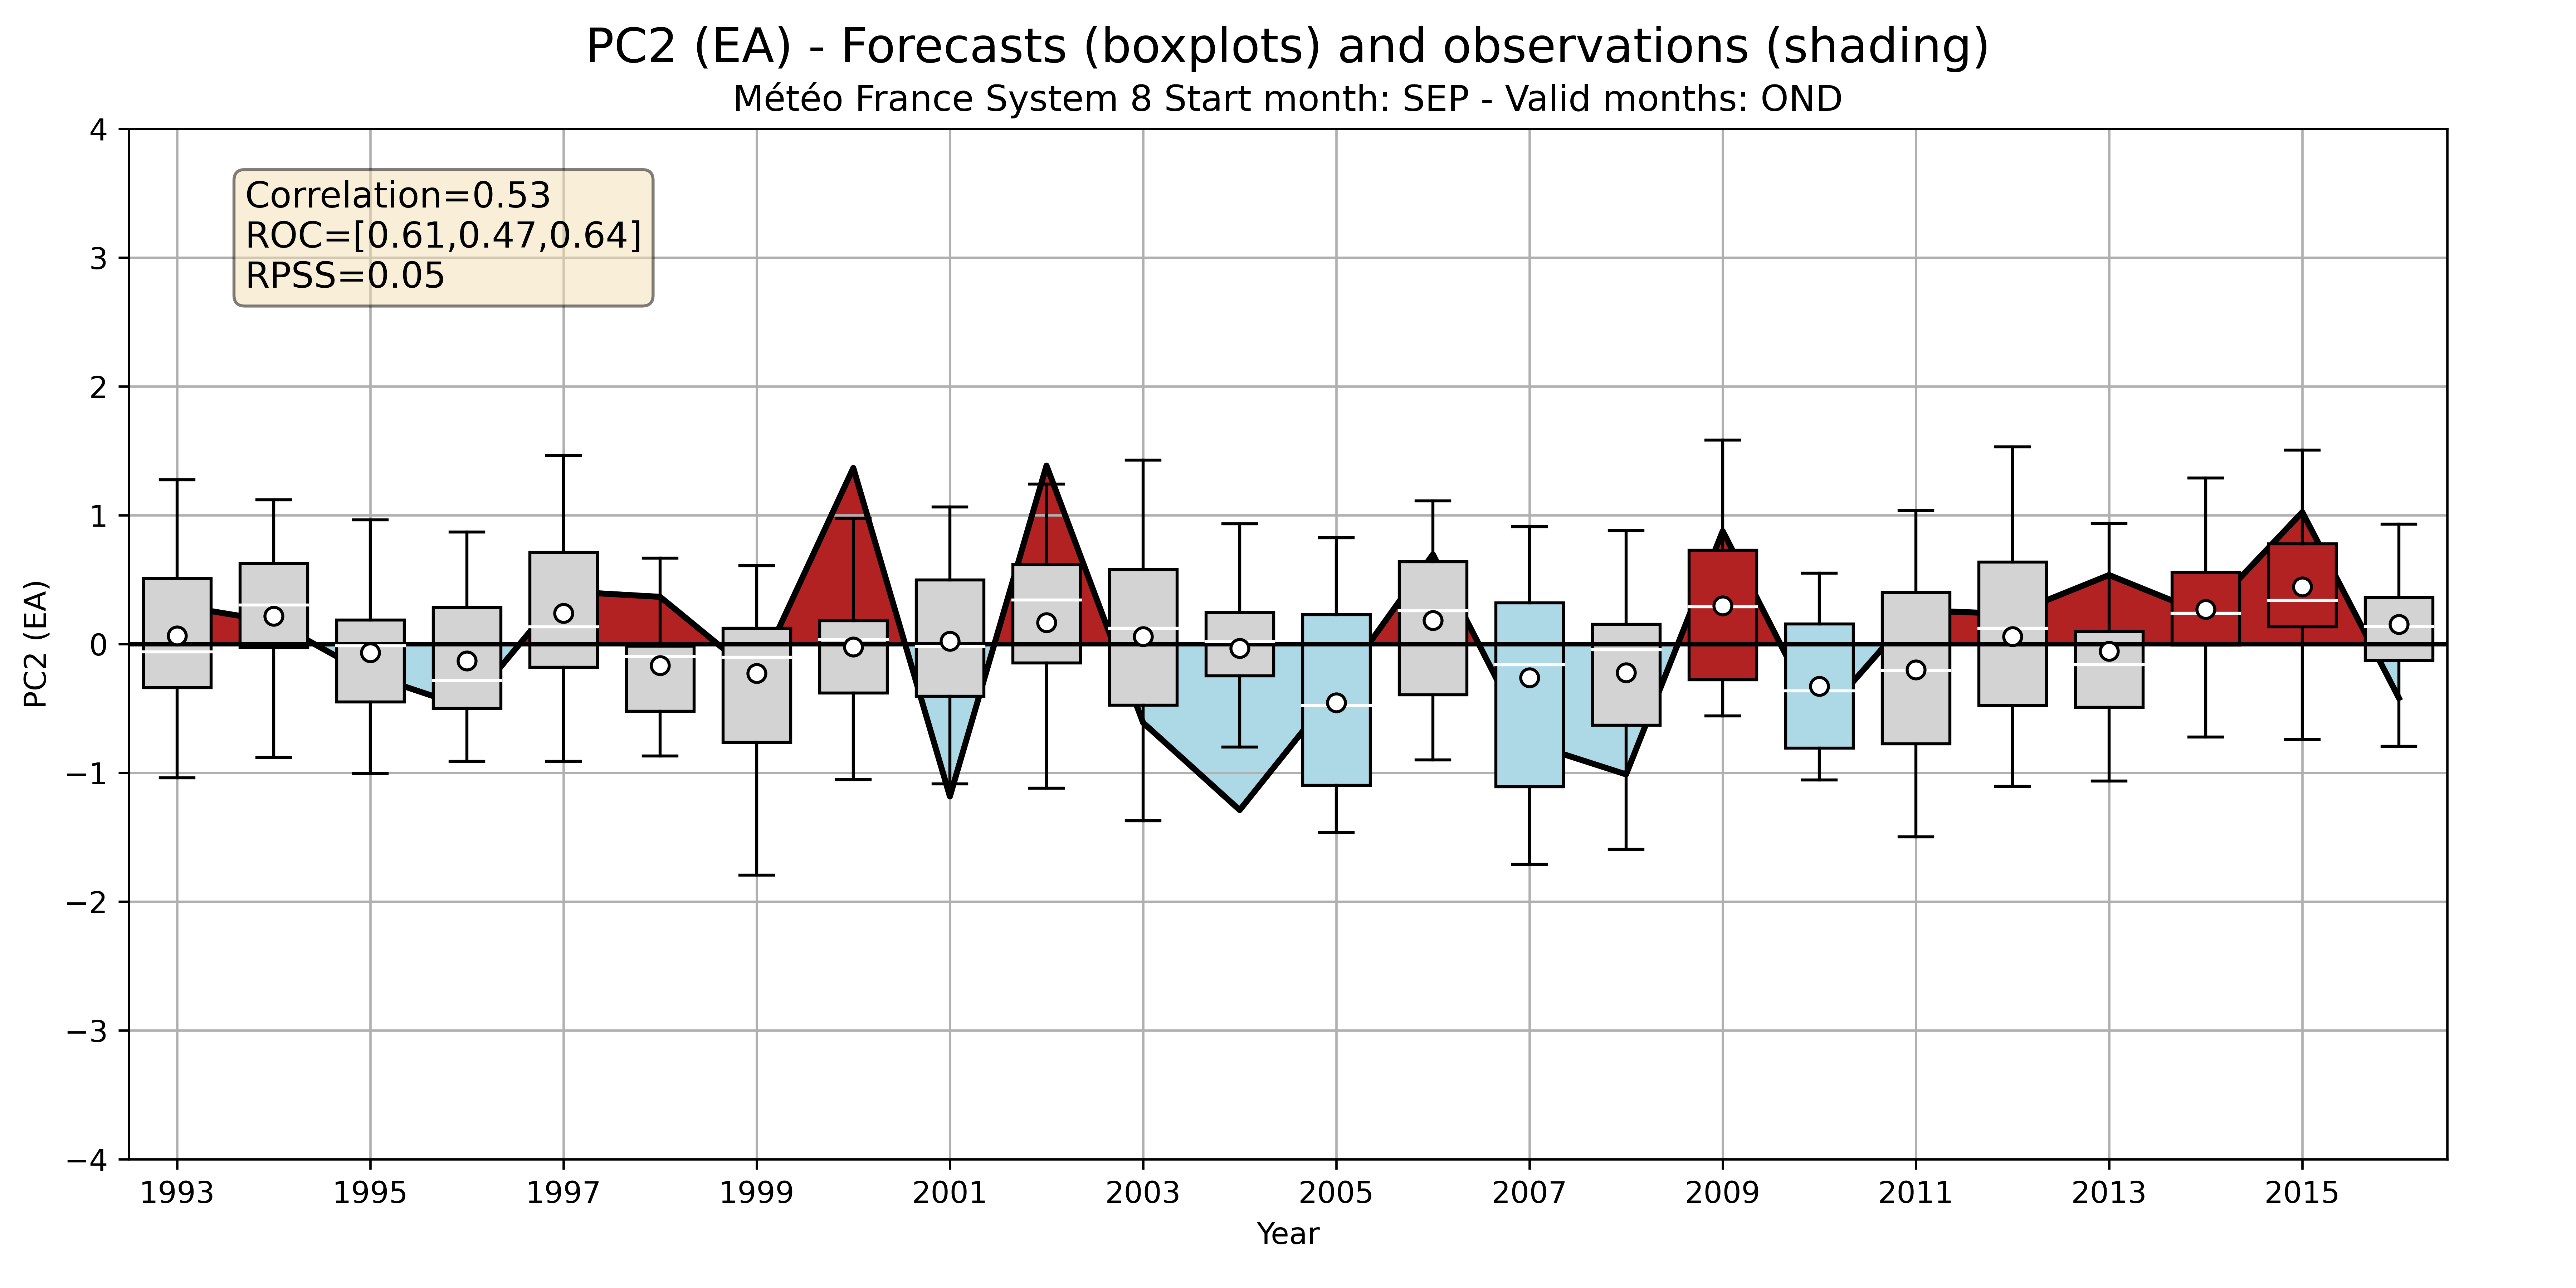 PC2 (EA) - Forecasts (boxplots) and observations (shading)
Météo France System 8 Start month: SEP - Valid months: OND
Correlation=0.53
ROC=[0.61,0.47,0.64]
RPSS=0.05
PC2 (EA)
4
3
2
1
0
−1
−2
−3
−4
1993 1995 1997 1999 2001 2003 2005 2007 2009 2011 2013 2015
Year